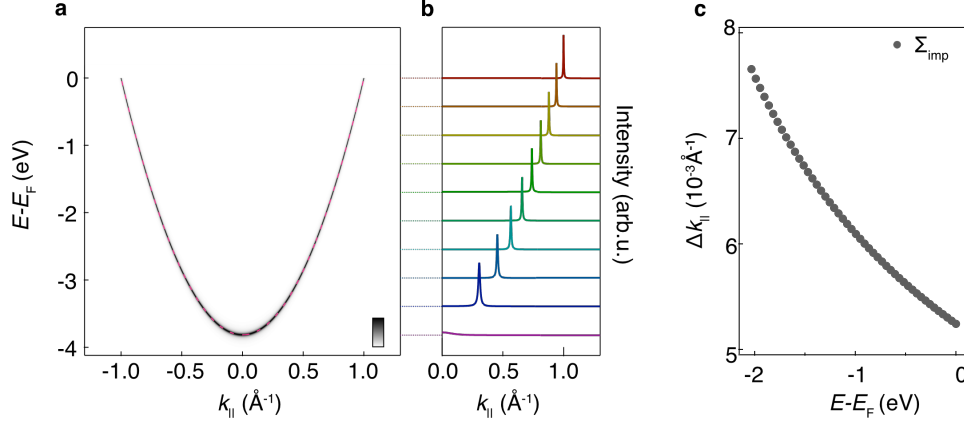 a
E-EF (eV)
0
-1
-2
-3
-4
-1.0 -0.5 0.0 0.5 1.0
k|| (Å-1)
b
Intensity (arb.u.)
0.0 0.5 1.0
k|| (Å-1)
c
Δk|| (10-3Å-1)
8
7
6
5
Σimp
-2 -1 0
E-EF (eV)